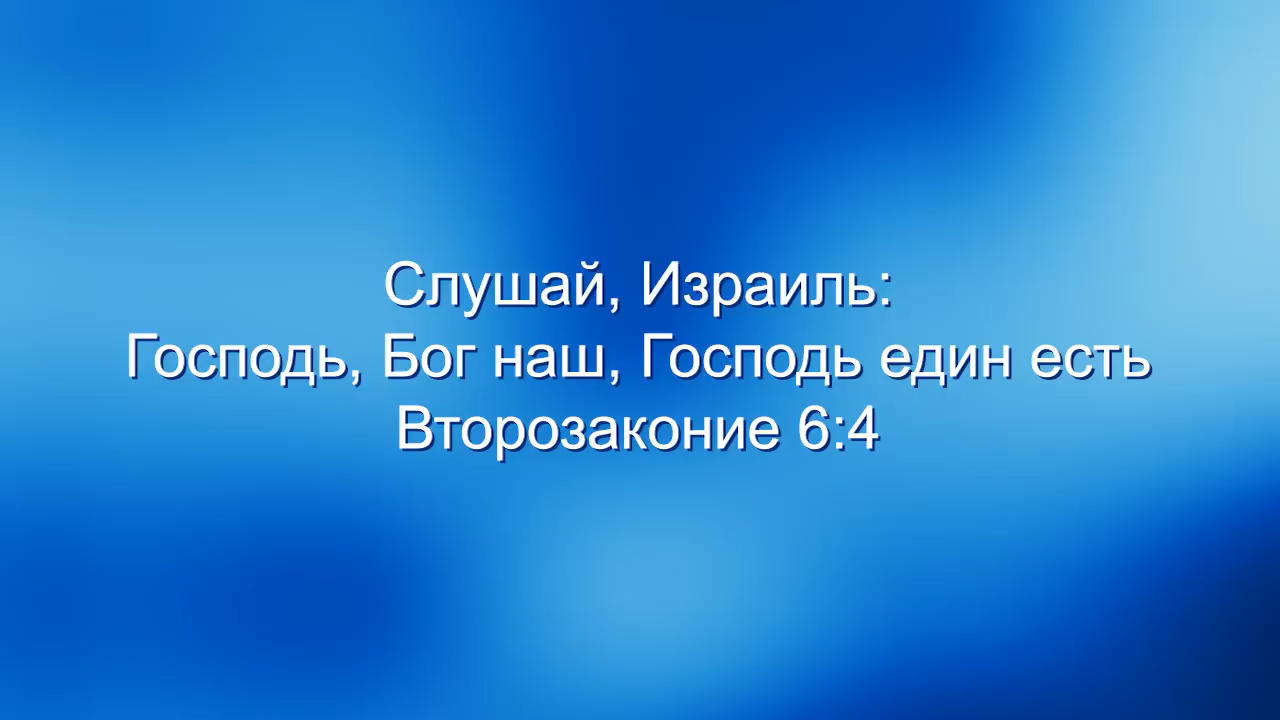 Слушай, Израиль:
Господь, Бог наш, Господь един есть
Второзаконие 6:4